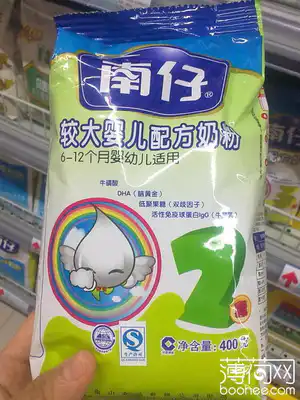 南仔®
较大婴儿配方奶粉
6-12个月婴幼儿适用
牛磺酸
DHA（脑黄金）
低聚果糖（双歧因子）
活性免疫球蛋白IgG（牛初乳）
2
净含量：400克
薄荷网
boohee.com